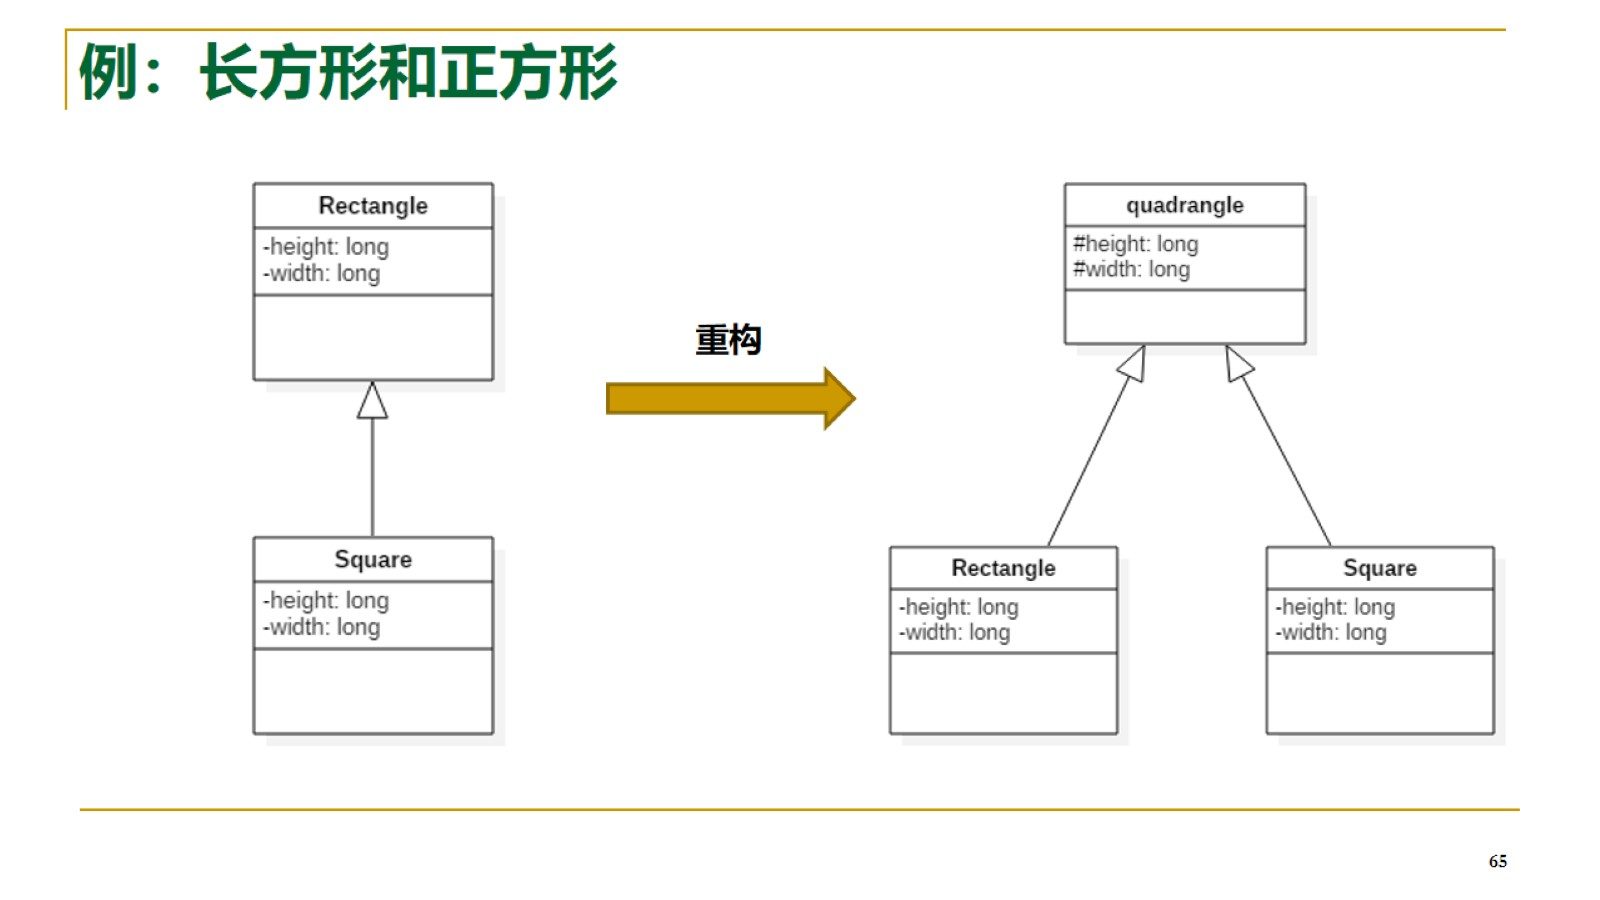 例：长方形和正方形
Rectangle
-height: long
-width: long
Square
-height: long
-width: long
重构
quadrangle
#height: long
#width: long
Rectangle
-height: long
-width: long
Square
-height: long
-width: long
65